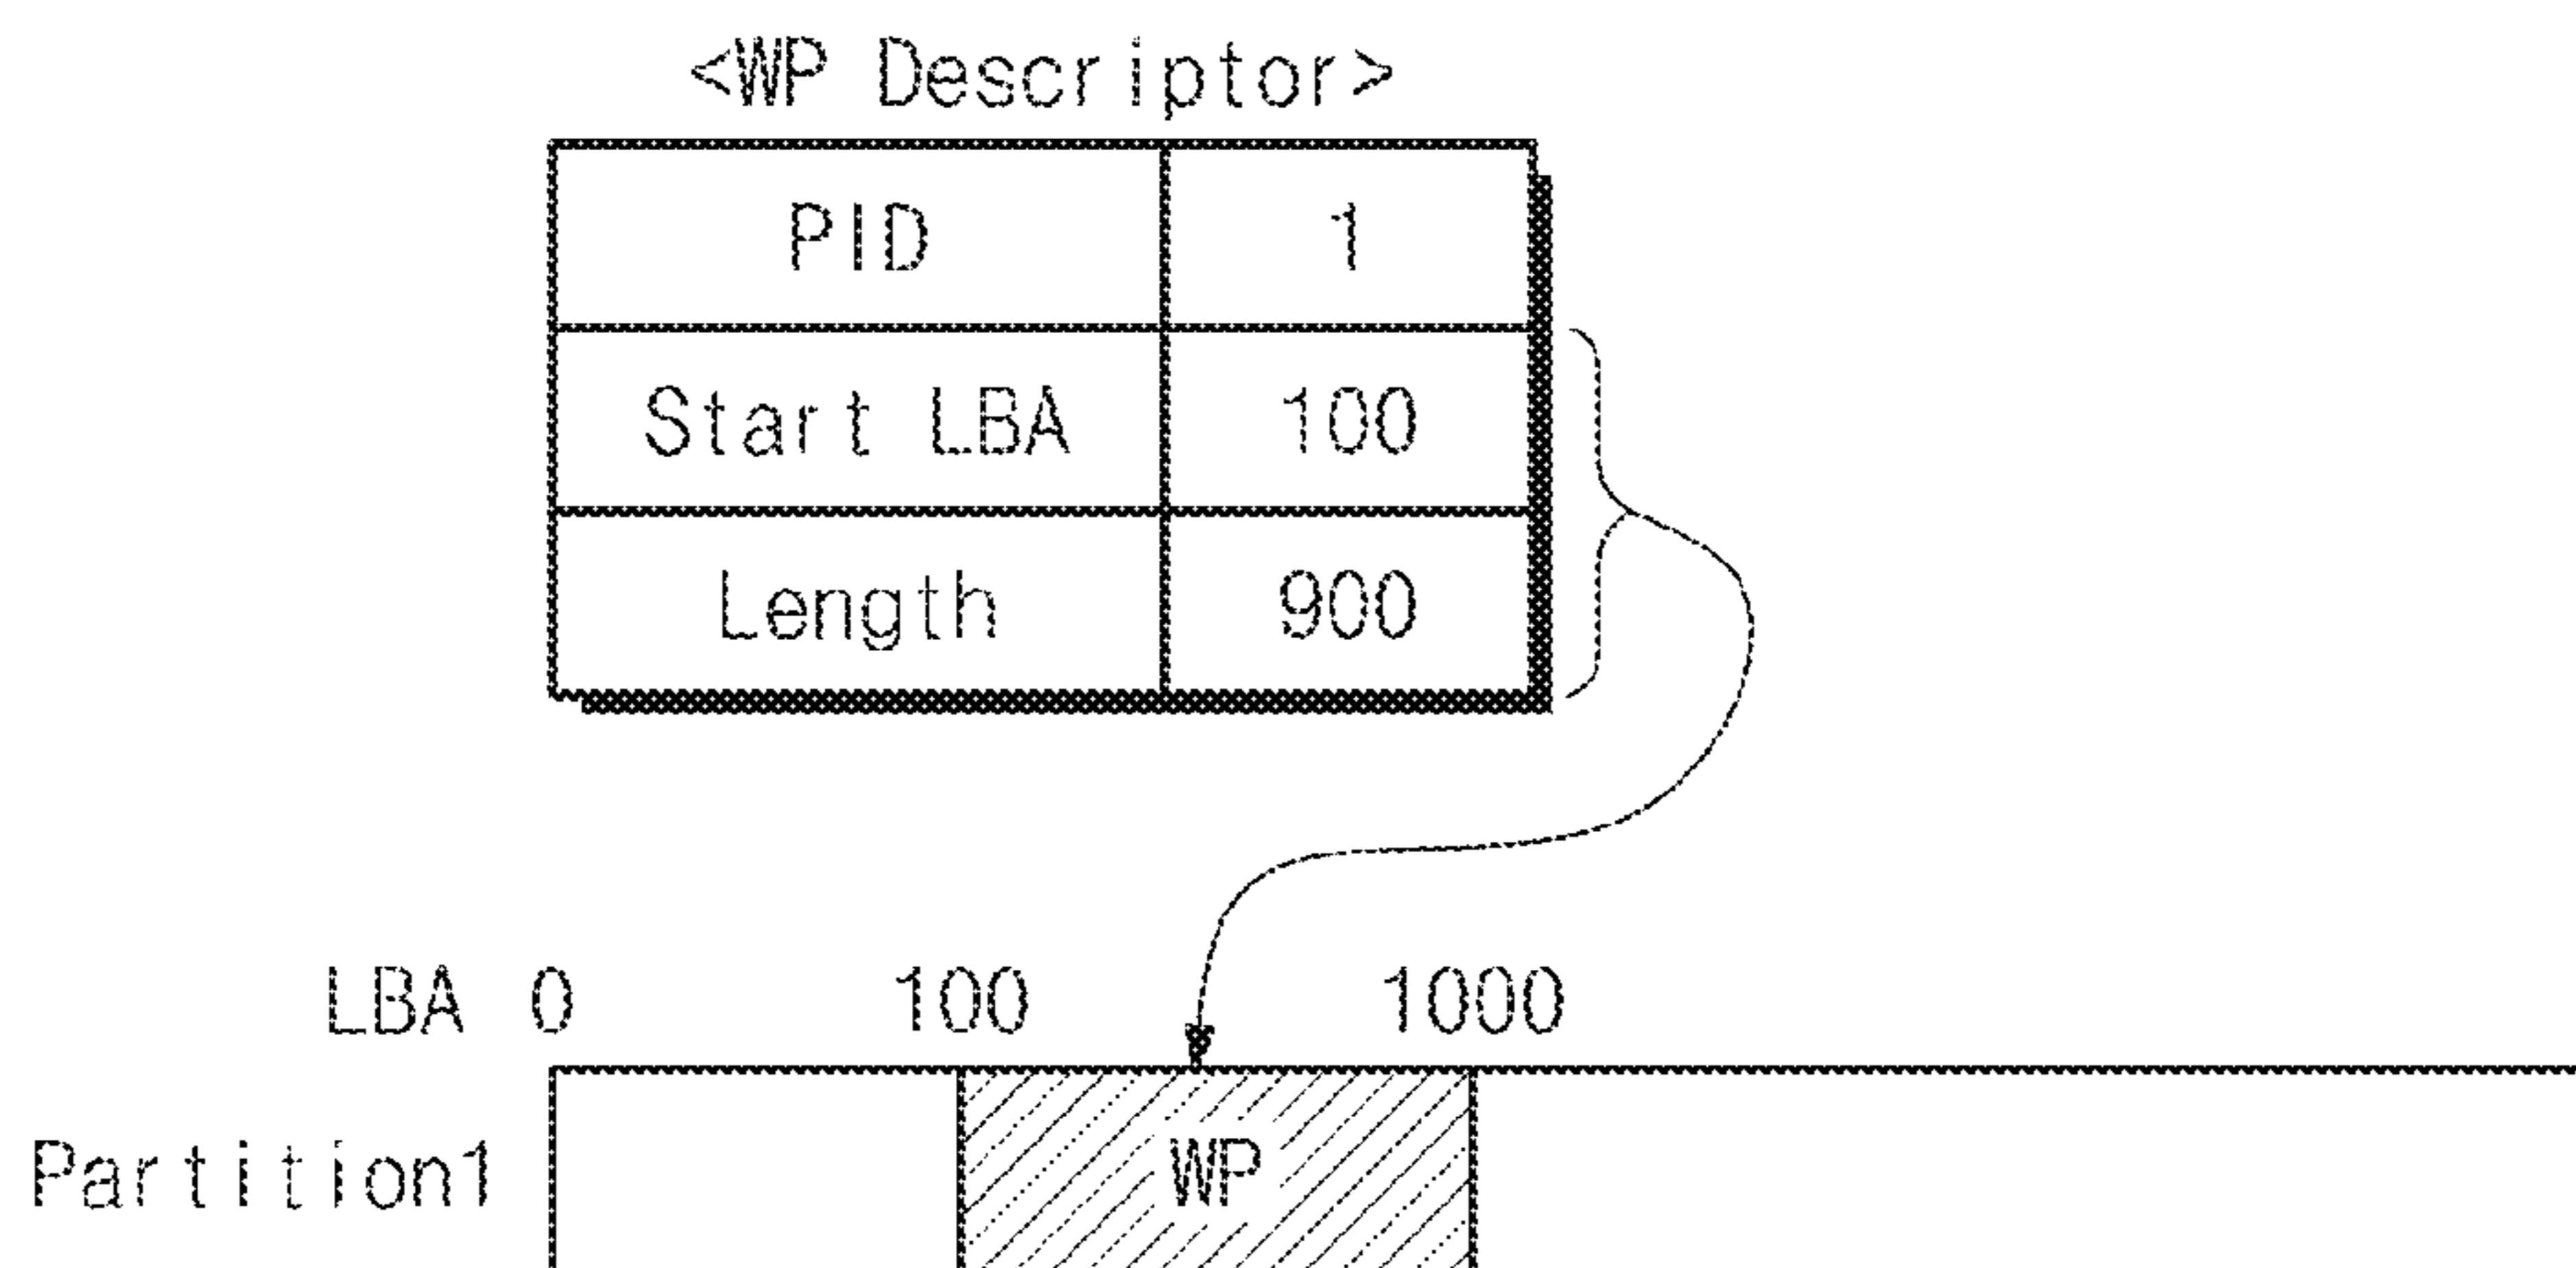 <WP Descriptor>
PID 1
Start LBA 100
Length 900
LBA 0 100 1000
Partition1 WP